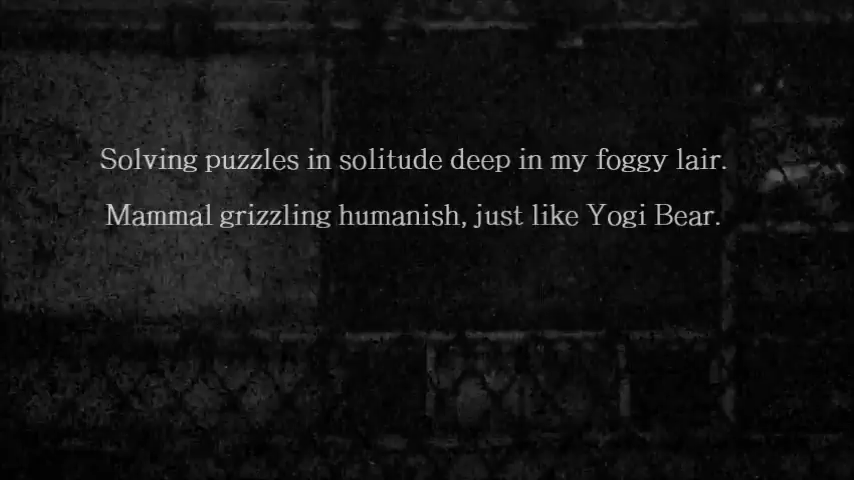 Solving puzzles in solitude deep in my foggy lair.
Mammal grizzling humanish, just like Yogi Bear.